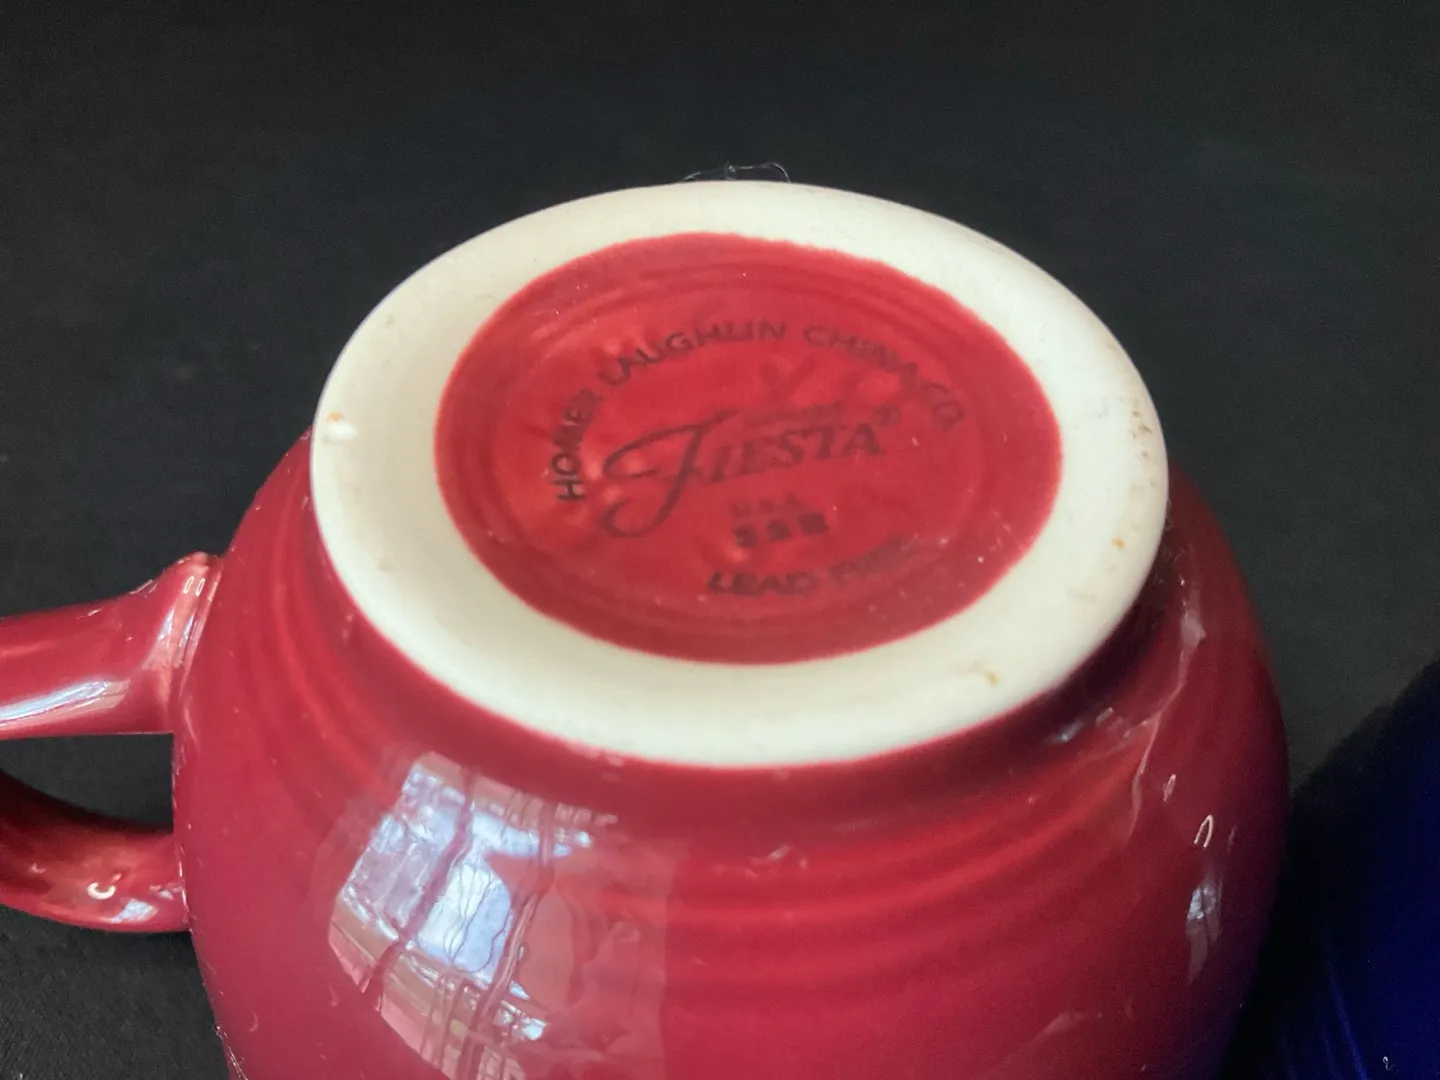 HOMER LAUGHLIN CHINA CO.
FIESTA®
U.S.A.
LEAD FREE